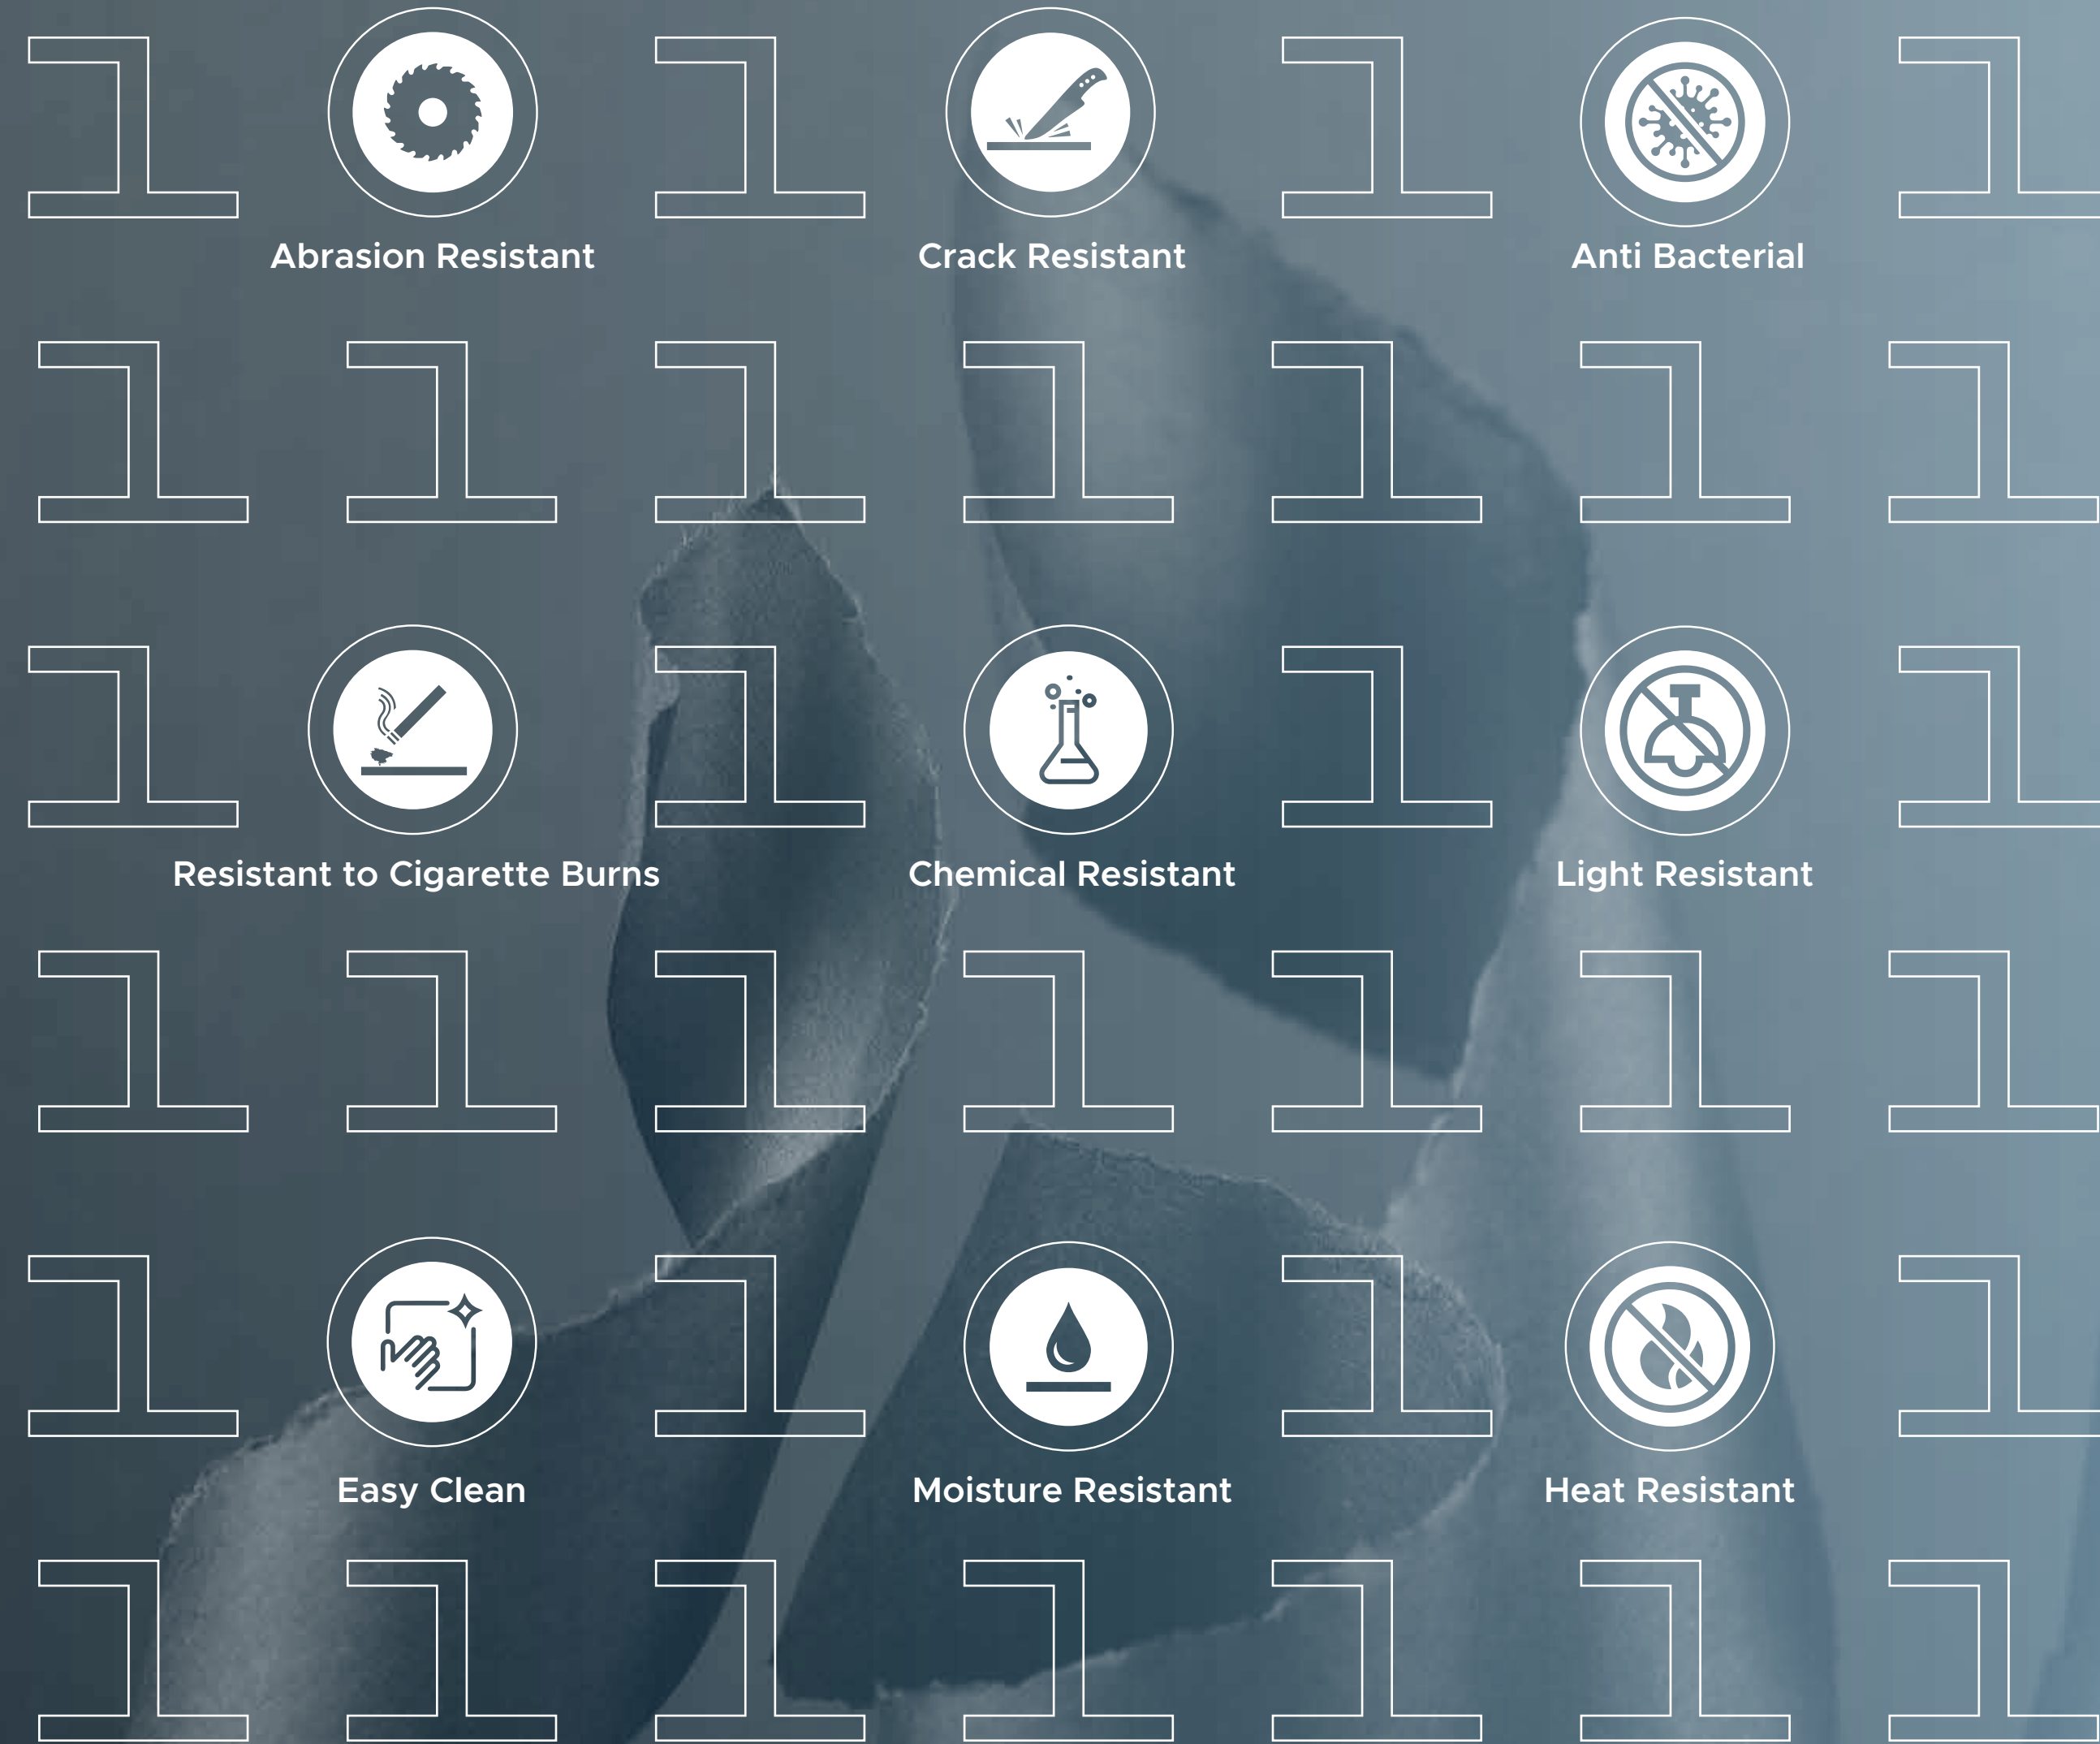 Abrasion Resistant
Crack Resistant
Anti Bacterial
Resistant to Cigarette Burns
Chemical Resistant
Light Resistant
Easy Clean
Moisture Resistant
Heat Resistant